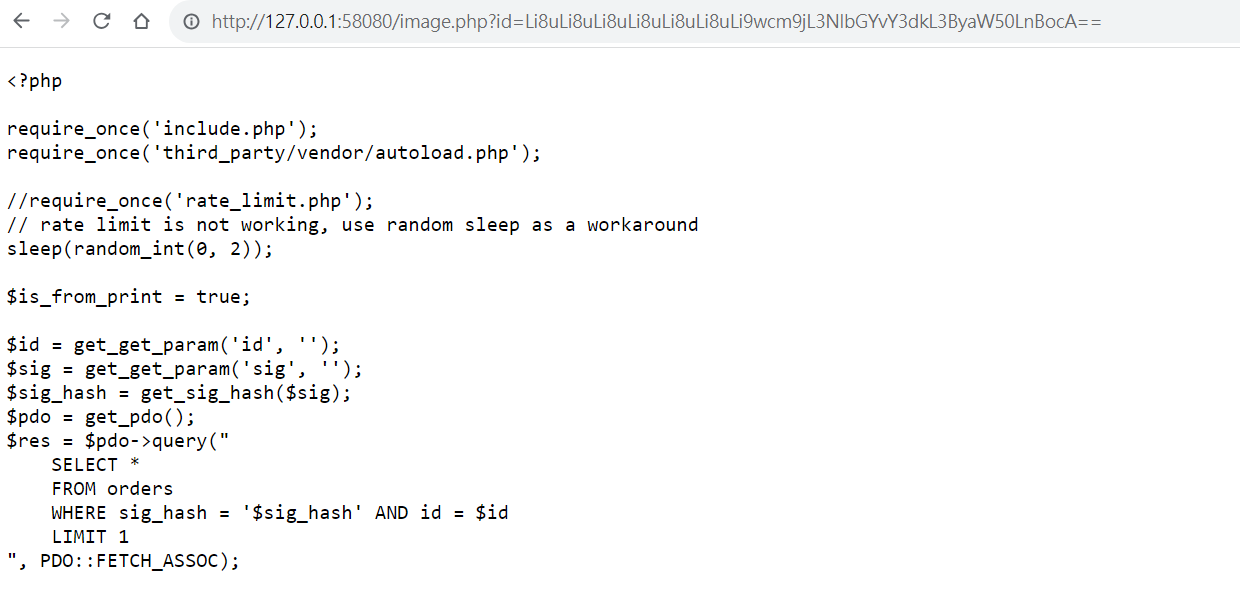 http://127.0.0.1:58080/image.php?id=Li8uLi8uLi8uLi8uLi8uLi8uLi9wcm9jL3NlbGYvY3dkL3ByaW50LnBocA==
<?php
require_once('include.php');
require_once('third_party/vendor/autoload.php');
//require_once('rate_limit.php');
// rate limit is not working, use random sleep as a workaround
sleep(random_int(0, 2));
$is_from_print = true;
$id = get_get_param('id', '');
$sig = get_get_param('sig', '');
$sig_hash = get_sig_hash($sig);
$pdo = get_pdo();
$res = $pdo->query("
SELECT *
FROM orders
WHERE sig_hash = '$sig_hash' AND id = $id
LIMIT 1
", PDO::FETCH_ASSOC);